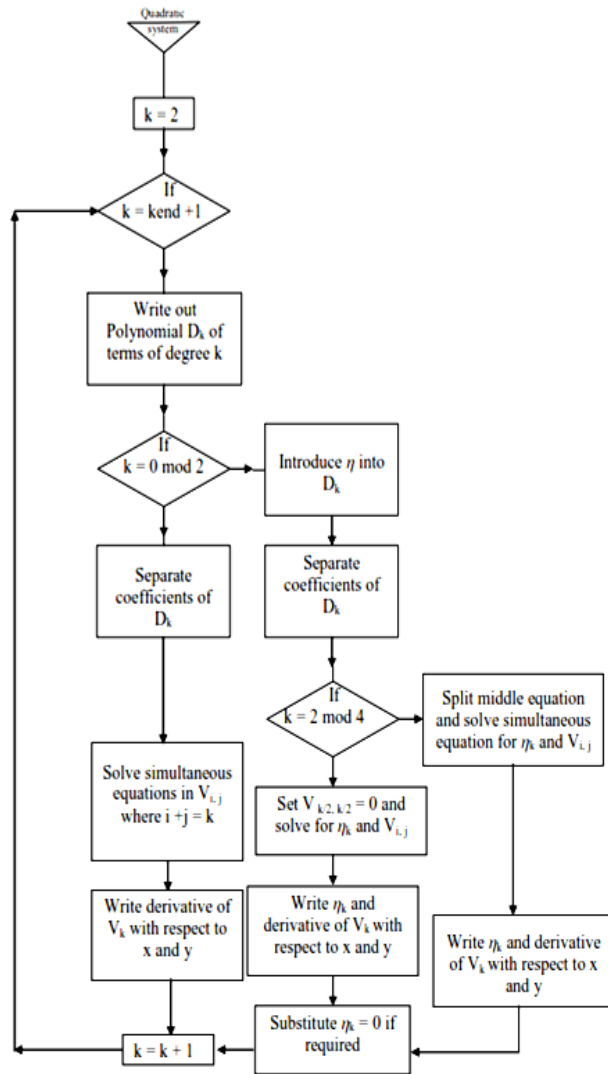 Quadratic
system
k = 2
If
k = kend +1
Write out
Polynomial Dk of
terms of degree k
If
k = 0 mod 2
Introduce η into
Dk
Separate
coefficients of
Dk
Separate
coefficients of
Dk
If
k = 2 mod 4
Split middle equation
and solve simultaneous
equation for ηk and Vi, j
Solve simultaneous
equations in Vi, j
where i +j = k
Set V k/2, k/2 = 0 and
solve for ηk and Vi, j
Write derivative of
Vk with respect to
x and y
Write ηk and
derivative of Vk with
respect to x and y
Write ηk and derivative
of Vk with respect to x
and y
Substitute ηk = 0 if
required
k = k + 1